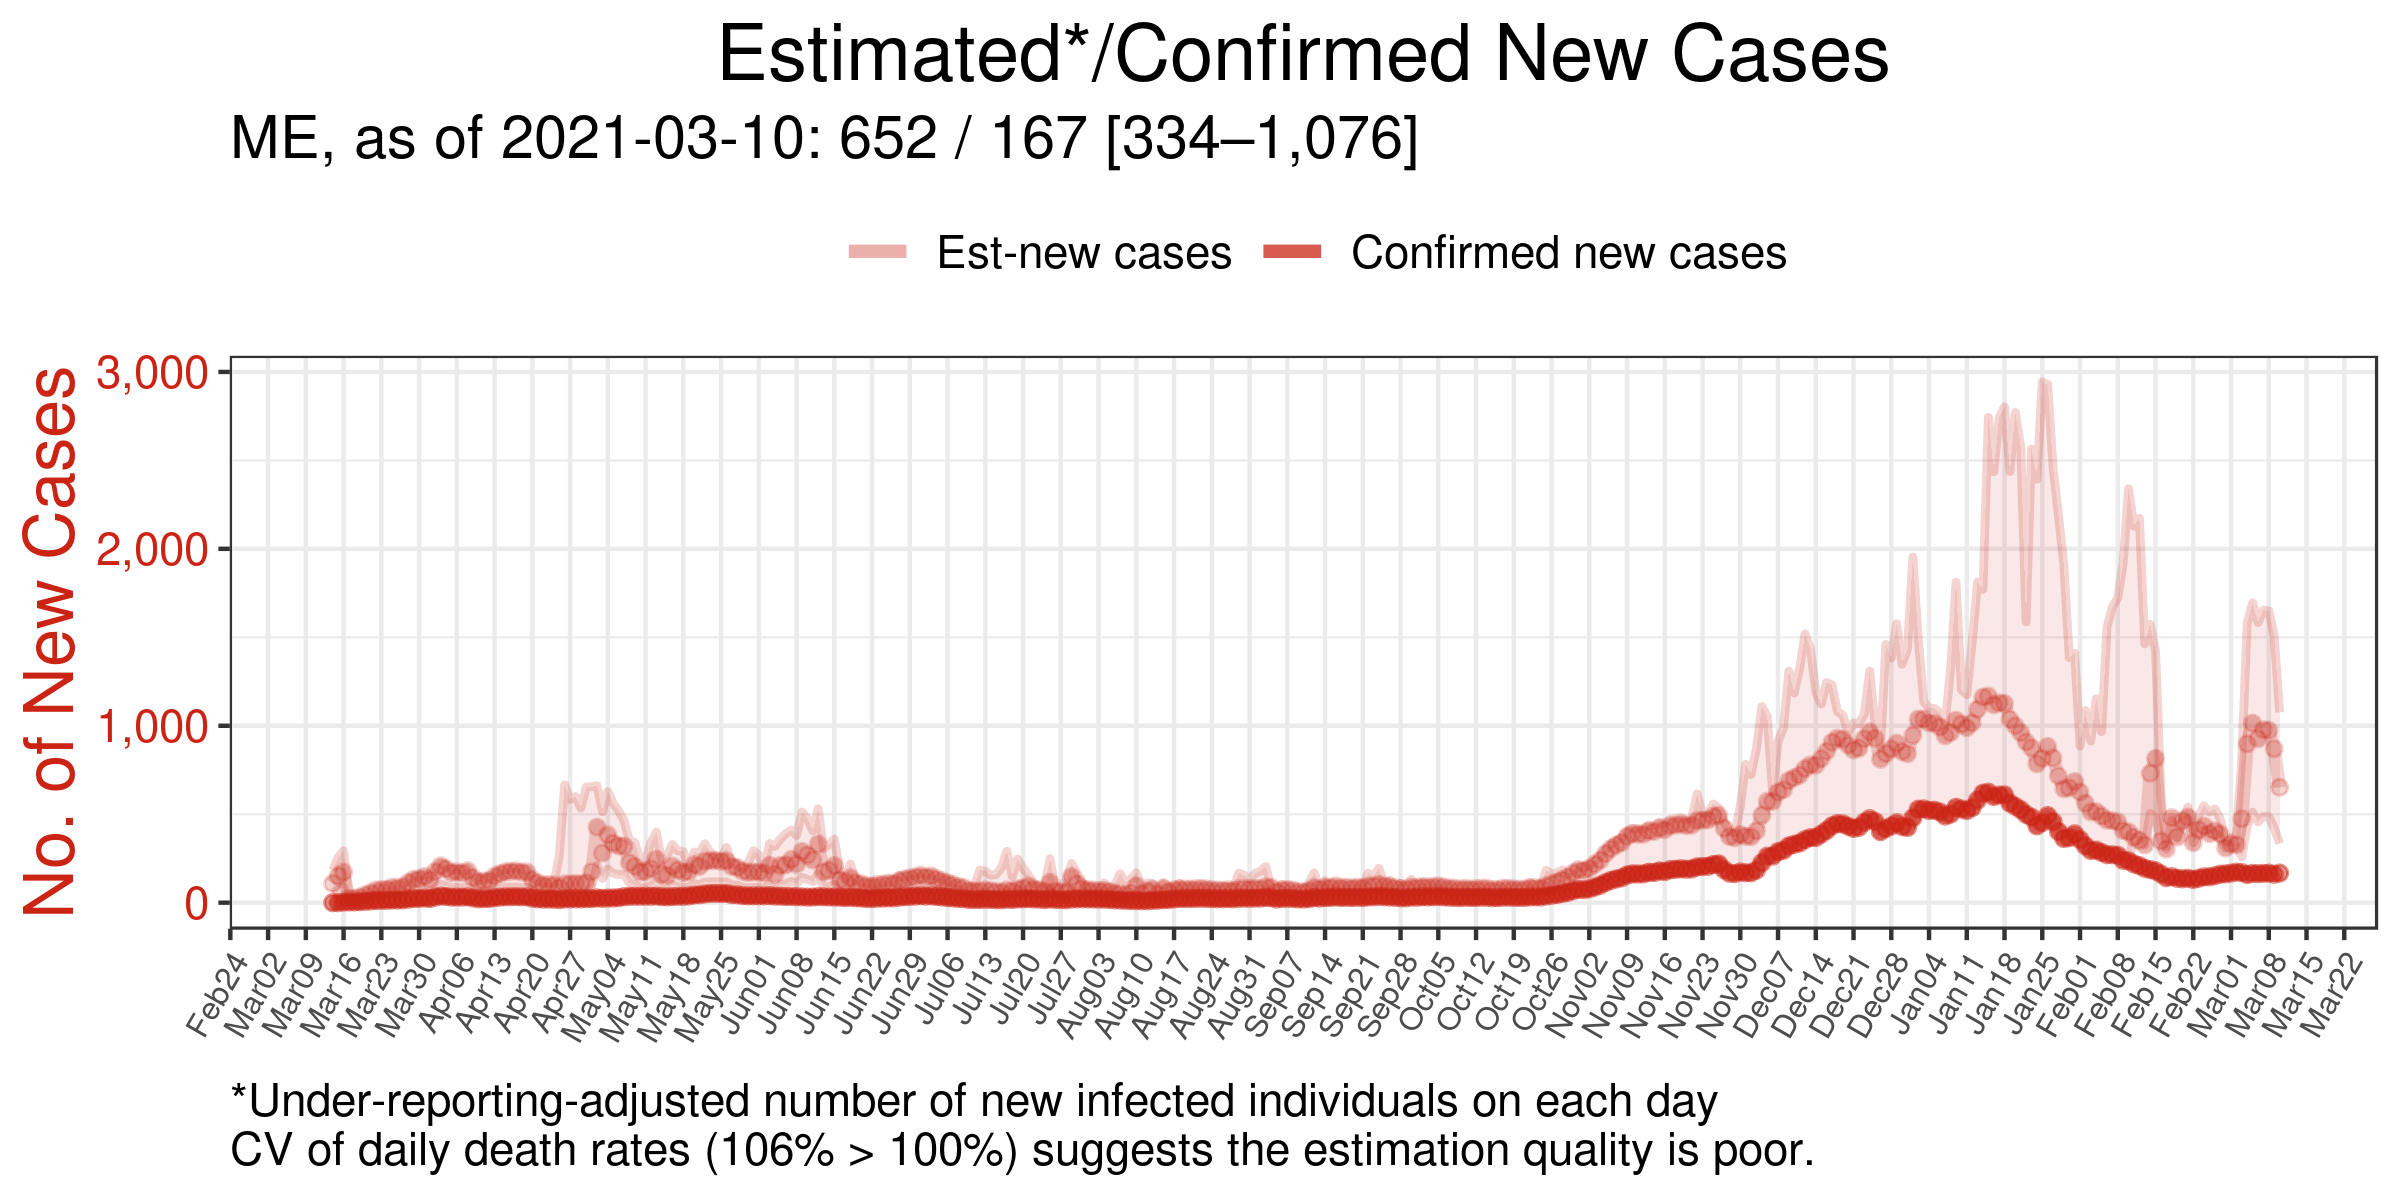 Estimated*/Confirmed New Cases
ME, as of 2021-03-10: 652 / 167 [334–1,076]
Est-new cases
Confirmed new cases
No. of New Cases
3,000
2,000
1,000
0
Feb24
Mar02
Mar09
Mar16
Mar23
Mar30
Apr06
Apr13
Apr20
Apr27
May04
May11
May18
May25
Jun01
Jun08
Jun15
Jun22
Jun29
Jul06
Jul13
Jul20
Jul27
Aug03
Aug10
Aug17
Aug24
Aug31
Sep07
Sep14
Sep21
Sep28
Oct05
Oct12
Oct19
Oct26
Nov02
Nov09
Nov16
Nov23
Nov30
Dec07
Dec14
Dec21
Dec28
Jan04
Jan11
Jan18
Jan25
Feb01
Feb08
Feb15
Feb22
Mar01
Mar08
Mar15
Mar22
*Under-reporting-adjusted number of new infected individuals on each day
CV of daily death rates (106% > 100%) suggests the estimation quality is poor.